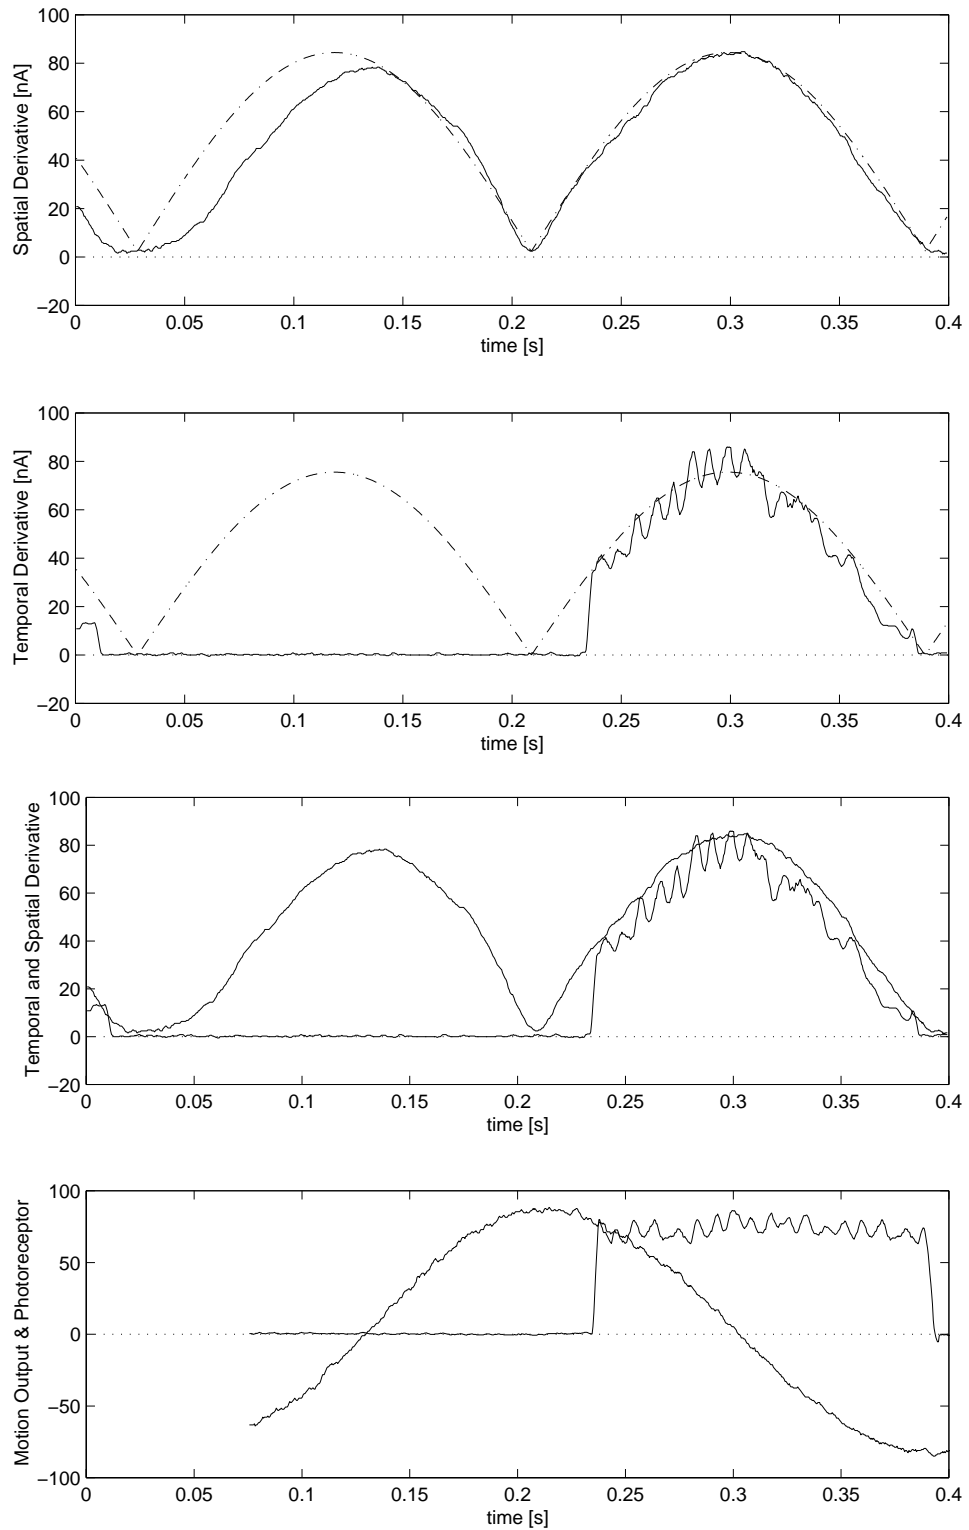 100
80
60
40
20
0
−20
Spatial Derivative [nA]
0 0.05 0.1 0.15 0.2 0.25 0.3 0.35 0.4
time [s]
100
80
60
40
20
0
−20
Temporal Derivative [nA]
0 0.05 0.1 0.15 0.2 0.25 0.3 0.35 0.4
time [s]
100
80
60
40
20
0
−20
Temporal and Spatial Derivative
0 0.05 0.1 0.15 0.2 0.25 0.3 0.35 0.4
time [s]
100
50
0
−50
−100
Motion Output & Photoreceptor
0 0.05 0.1 0.15 0.2 0.25 0.3 0.35 0.4
time [s]